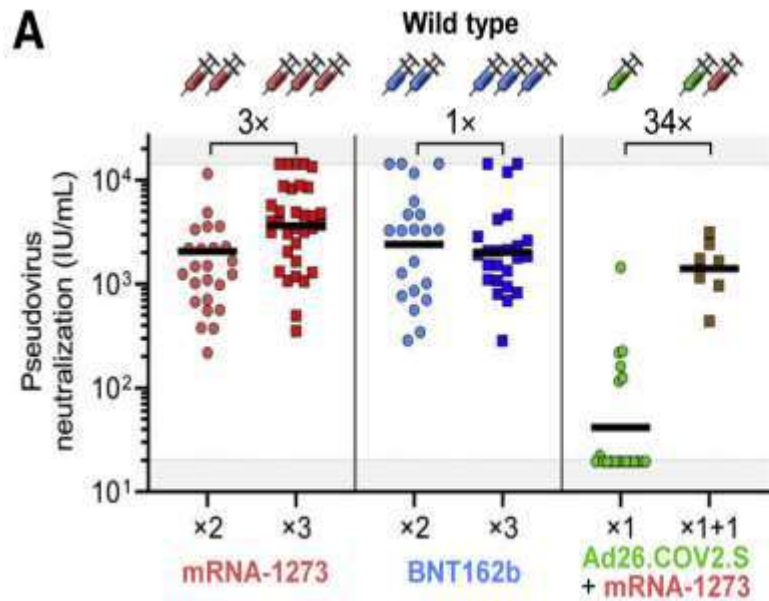 A
Wild type
3× 1× 34×
Pseudovirus
neutralization (IU/mL)
10⁴
10³
10²
10¹
×2 ×3 ×2 ×3 ×1 ×1+1
mRNA-1273 BNT162b Ad26.COV2.S
+ mRNA-1273